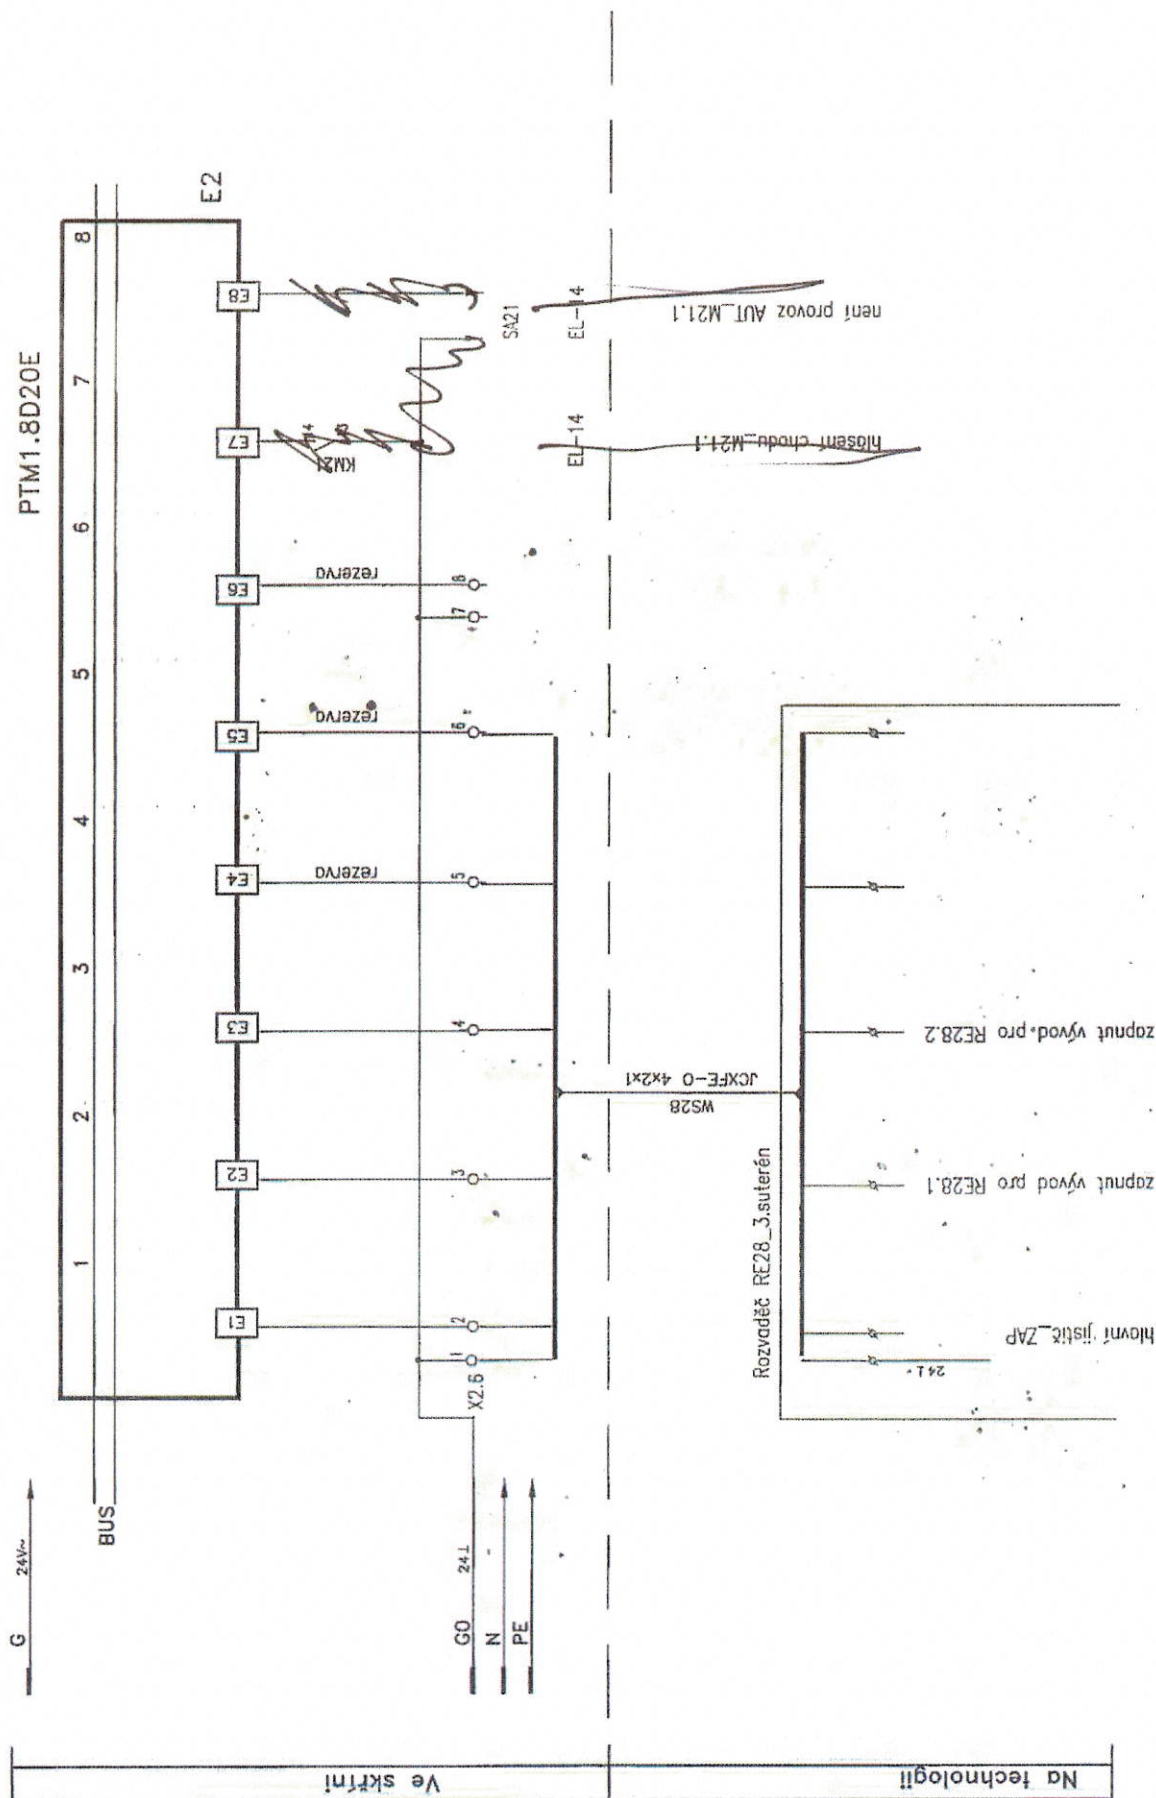 PTM1.8D20E
G
24V~
BUS
1
2
3
4
5
6
7
8
E2
E1
E2
E3
E4
E5
E6
E7
E8
rezerva
rezerva
rezerva
KM21
14
13
SA21
GO
24⊥
N
PE
X2.6
1
2
3
4
5
6
7
8
EL-14
EL-14
hlášení chodu_M21.1
není provoz AUT_M21.1
WS28
JCXFE-O 4x2x1
Rozvaděč RE28_3.suterén
24⊥
hlavní jistič_ZAP
zapnut vývod pro RE28.1
zapnut vývod pro RE28.2
Ve skříni
Na technologii